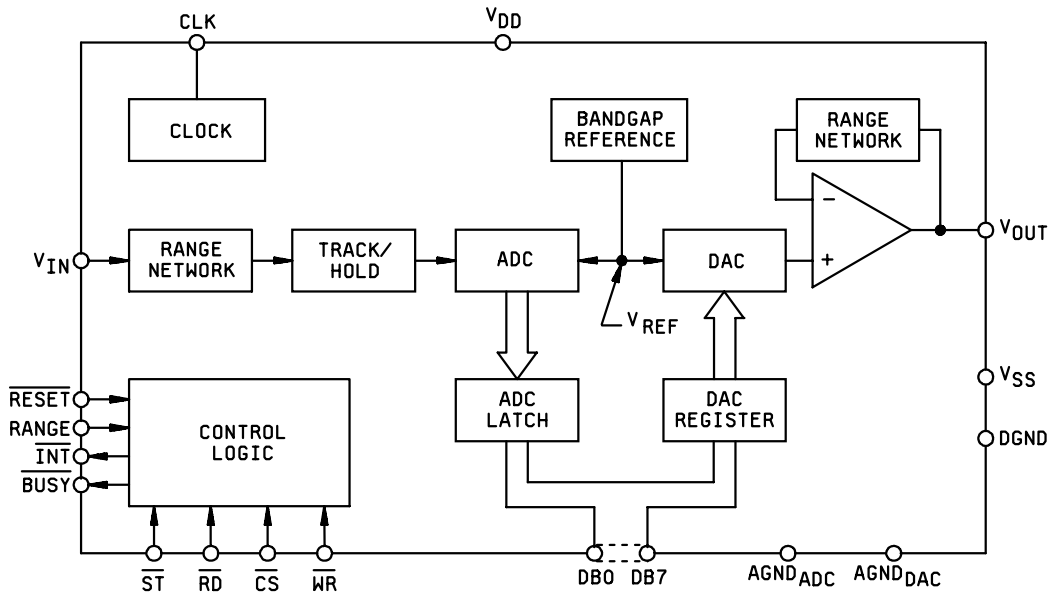 CLK
VDD
CLOCK
BANDGAP
REFERENCE
RANGE
NETWORK
VIN
RANGE
NETWORK
TRACK/
HOLD
ADC
DAC
−
+
VOUT
VREF
VSS
RESET
RANGE
INT
BUSY
CONTROL
LOGIC
ADC
LATCH
DAC
REGISTER
DGND
ST
RD
CS
WR
DB0
DB7
AGNDADC
AGNDDAC